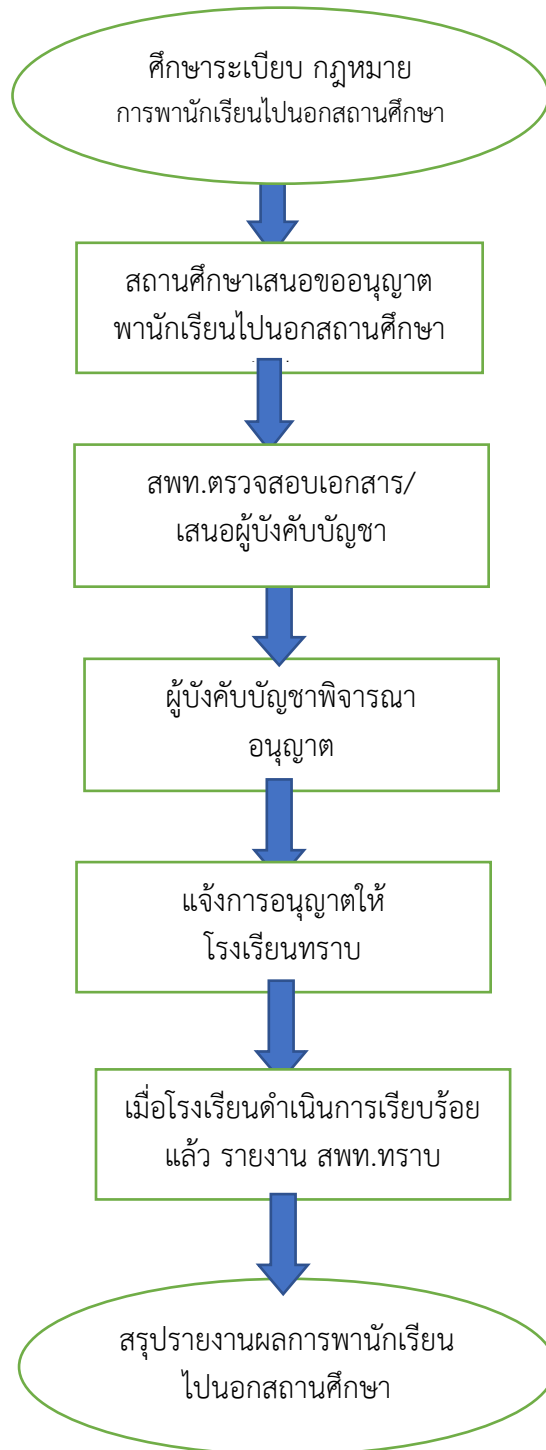 ศึกษาระเบียบ กฎหมาย
การพานักเรียนไปนอกสถานศึกษา
สถานศึกษาเสนอขออนุญาต
พานักเรียนไปนอกสถานศึกษา
สพท.ตรวจสอบเอกสาร/
เสนอผู้บังคับบัญชา
ผู้บังคับบัญชาพิจารณา
อนุญาต
แจ้งการอนุญาตให้
โรงเรียนทราบ
เมื่อโรงเรียนดำเนินการเรียบร้อย
แล้ว รายงาน สพท.ทราบ
สรุปรายงานผลการพานักเรียน
ไปนอกสถานศึกษา